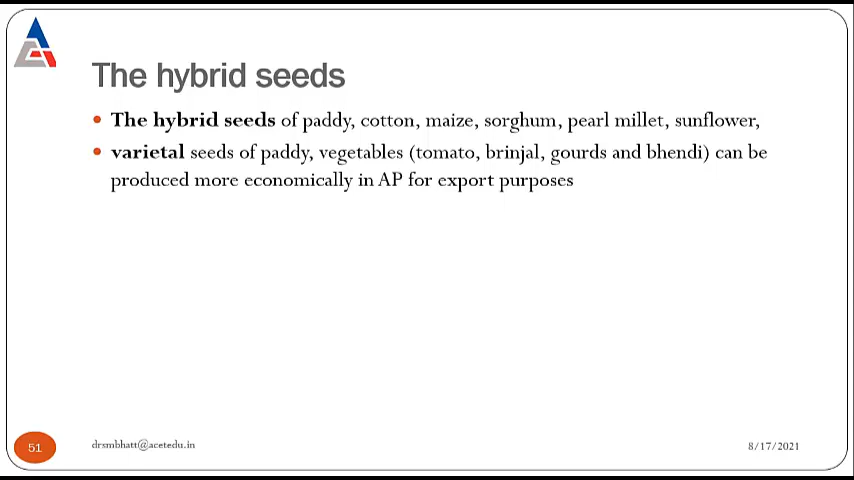 The hybrid seeds
The hybrid seeds of paddy, cotton, maize, sorghum, pearl millet, sunflower,
varietal seeds of paddy, vegetables (tomato, brinjal, gourds and bhendi) can be
produced more economically in AP for export purposes
51
drsmbhatt@acetedu.in
8/17/2021